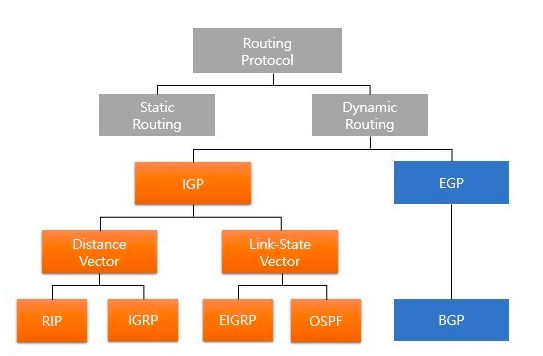 Routing
Protocol
Static
Routing
Dynamic
Routing
IGP
EGP
Distance
Vector
Link-State
Vector
RIP
IGRP
EIGRP
OSPF
BGP